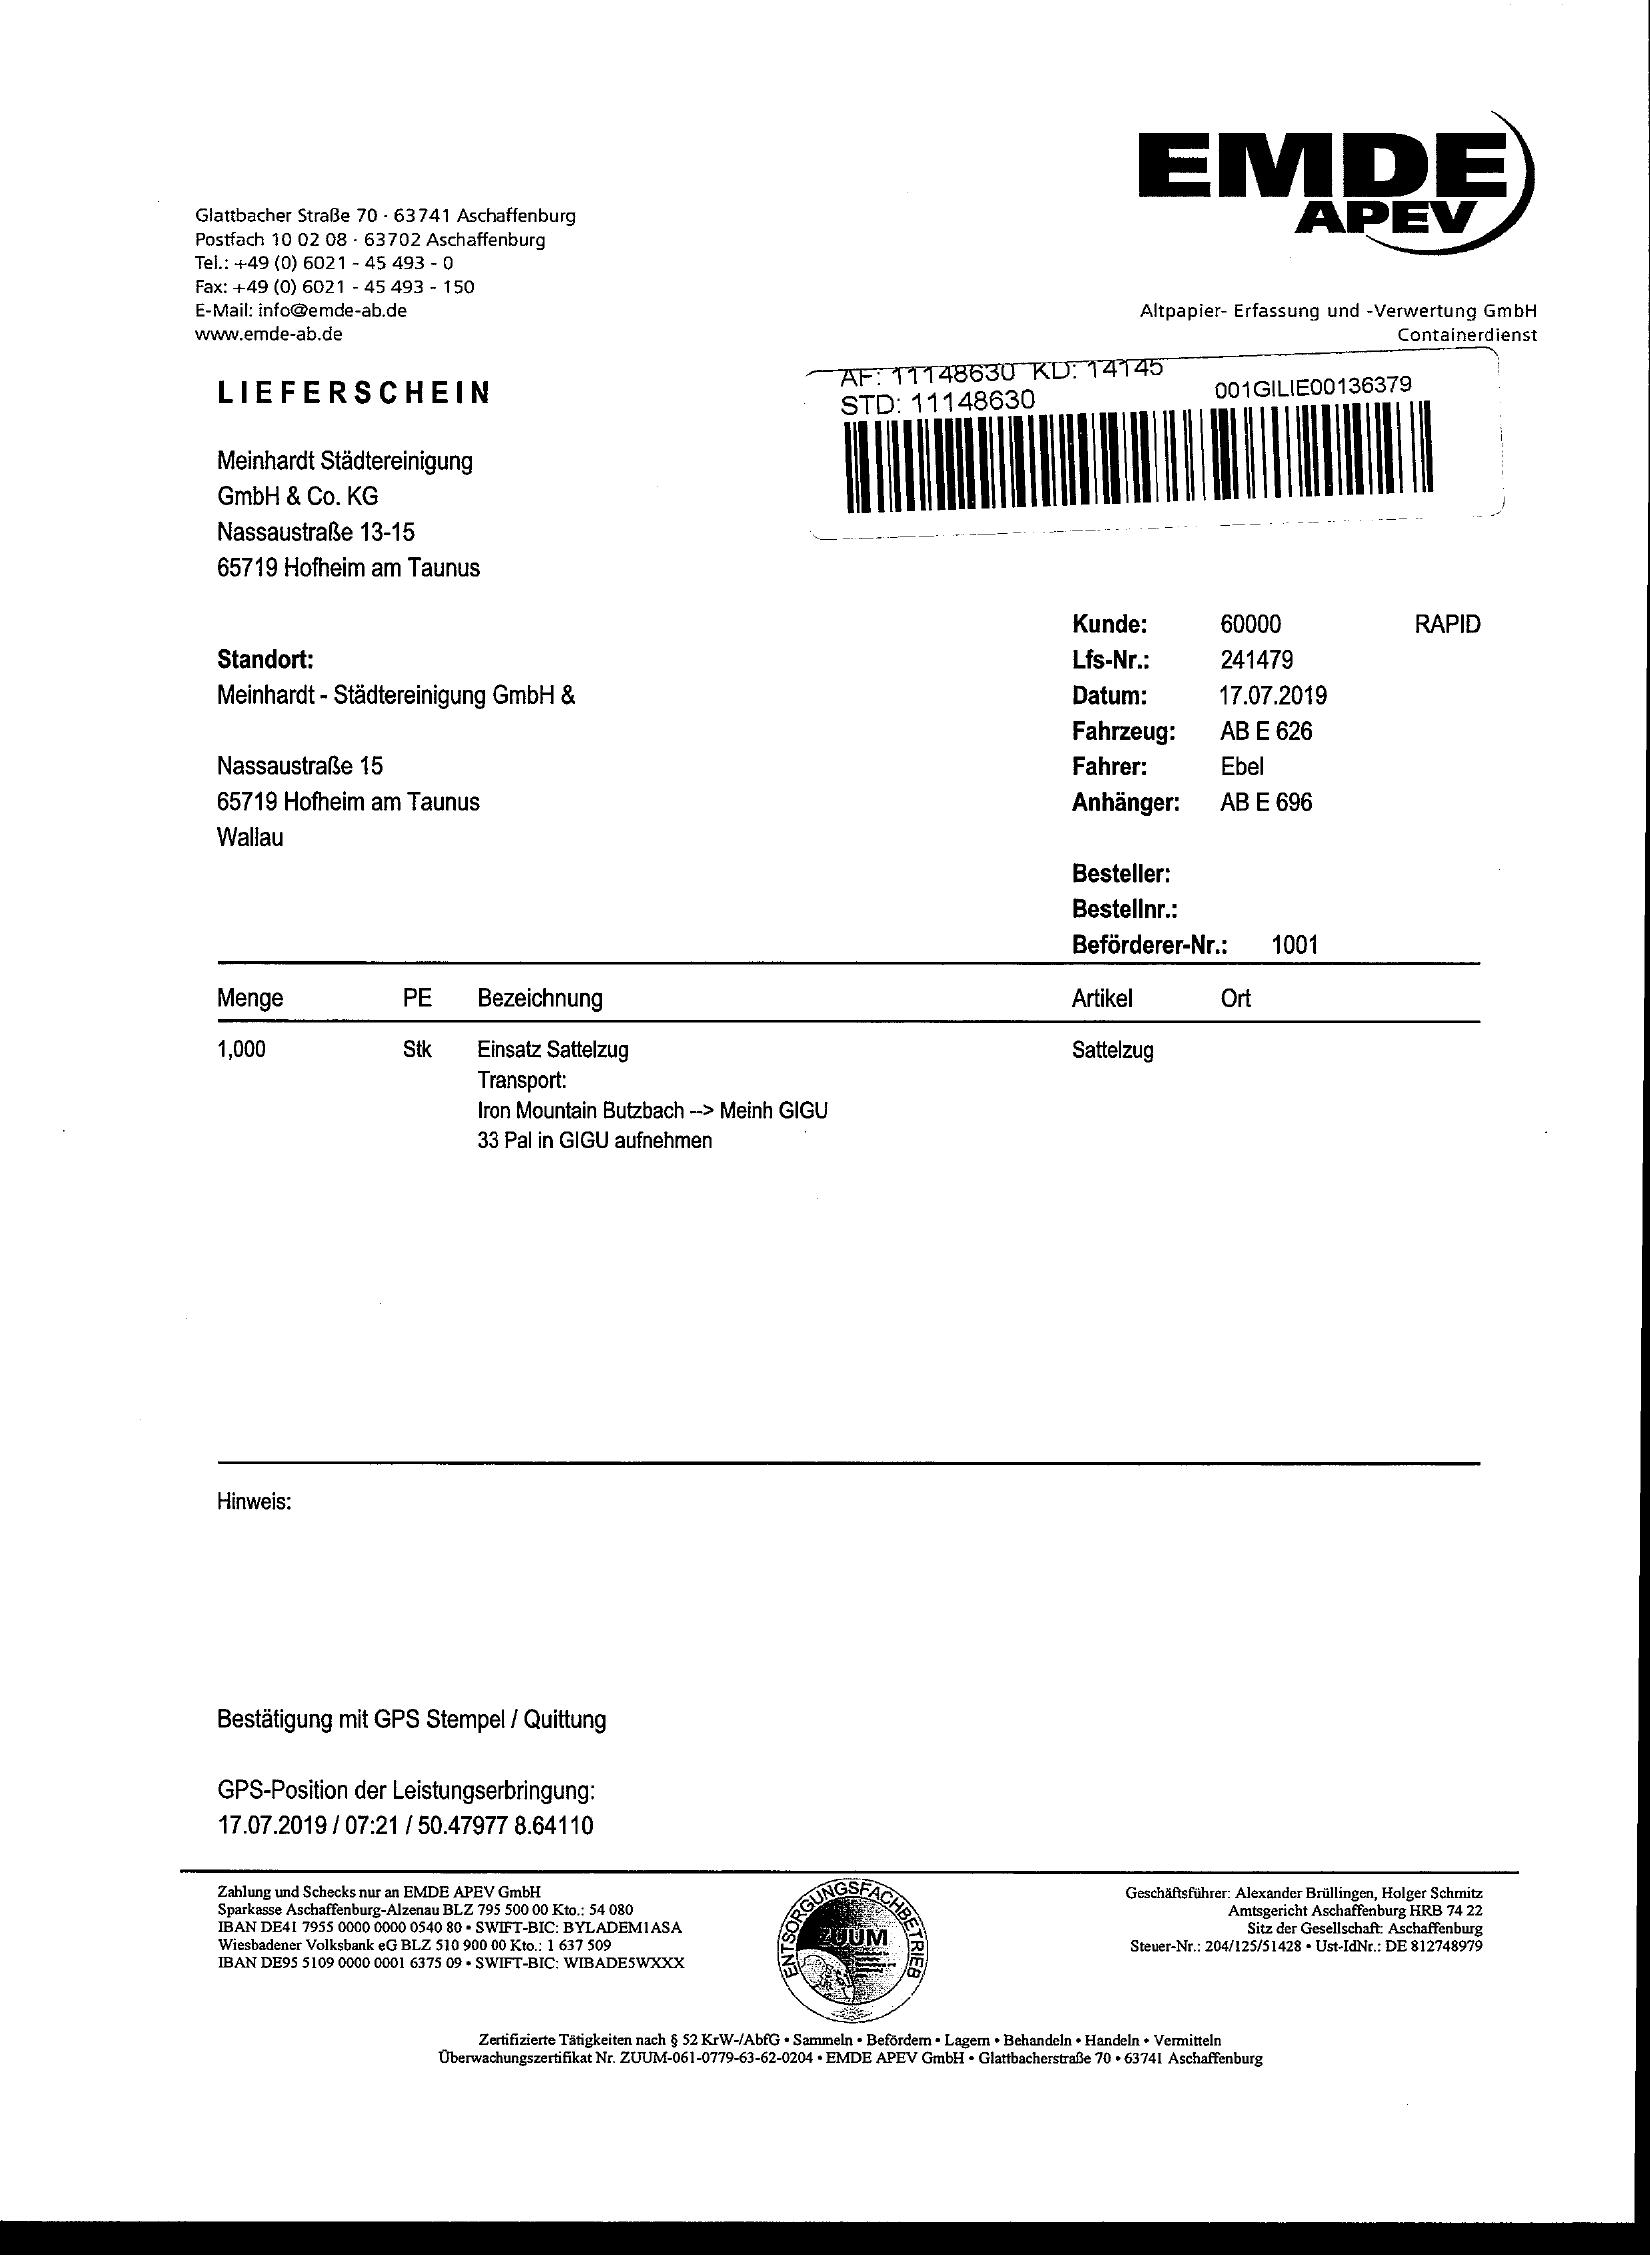 EMDE
APEV
Glattbacher Straße 70 · 63741 Aschaffenburg
Postfach 10 02 08 · 63702 Aschaffenburg
Tel.: +49 (0) 6021 - 45 493 - 0
Fax: +49 (0) 6021 - 45 493 - 150
E-Mail: info@emde-ab.de
www.emde-ab.de
Altpapier- Erfassung und -Verwertung GmbH
Containerdienst
AF: 11148630 KD: 14145
STD: 11148630
001GILIE00136379
LIEFERSCHEIN
Meinhardt Städtereinigung
GmbH & Co. KG
Nassaustraße 13-15
65719 Hofheim am Taunus
Standort:
Meinhardt - Städtereinigung GmbH &
Nassaustraße 15
65719 Hofheim am Taunus
Wallau
Kunde: 60000 RAPID
Lfs-Nr.: 241479
Datum: 17.07.2019
Fahrzeug: AB E 626
Fahrer: Ebel
Anhänger: AB E 696
Besteller:
Bestellnr.:
Beförderer-Nr.: 1001
Menge PE Bezeichnung Artikel Ort
1,000 Stk Einsatz Sattelzug Sattelzug
Transport:
Iron Mountain Butzbach --> Meinh GIGU
33 Pal in GIGU aufnehmen
Hinweis:
Bestätigung mit GPS Stempel / Quittung
GPS-Position der Leistungserbringung:
17.07.2019 / 07:21 / 50.47977 8.64110
Zahlung und Schecks nur an EMDE APEV GmbH
Sparkasse Aschaffenburg-Alzenau BLZ 795 500 00 Kto.: 54 080
IBAN DE41 7955 0000 0000 0540 80 • SWIFT-BIC: BYLADEM1ASA
Wiesbadener Volksbank eG BLZ 510 900 00 Kto.: 1 637 509
IBAN DE95 5109 0000 0001 6375 09 • SWIFT-BIC: WIBADE5WXXX
ENTSORGUNGSFACHBETRIEB
ZUUM
Geschäftsführer: Alexander Brüllingen, Holger Schmitz
Amtsgericht Aschaffenburg HRB 74 22
Sitz der Gesellschaft: Aschaffenburg
Steuer-Nr.: 204/125/51428 • Ust-IdNr.: DE 812748979
Zertifizierte Tätigkeiten nach § 52 KrW-/AbfG • Sammeln • Befördern • Lagern • Behandeln • Handeln • Vermitteln
Überwachungszertifikat Nr. ZUUM-061-0779-63-62-0204 • EMDE APEV GmbH • Glattbacherstraße 70 • 63741 Aschaffenburg